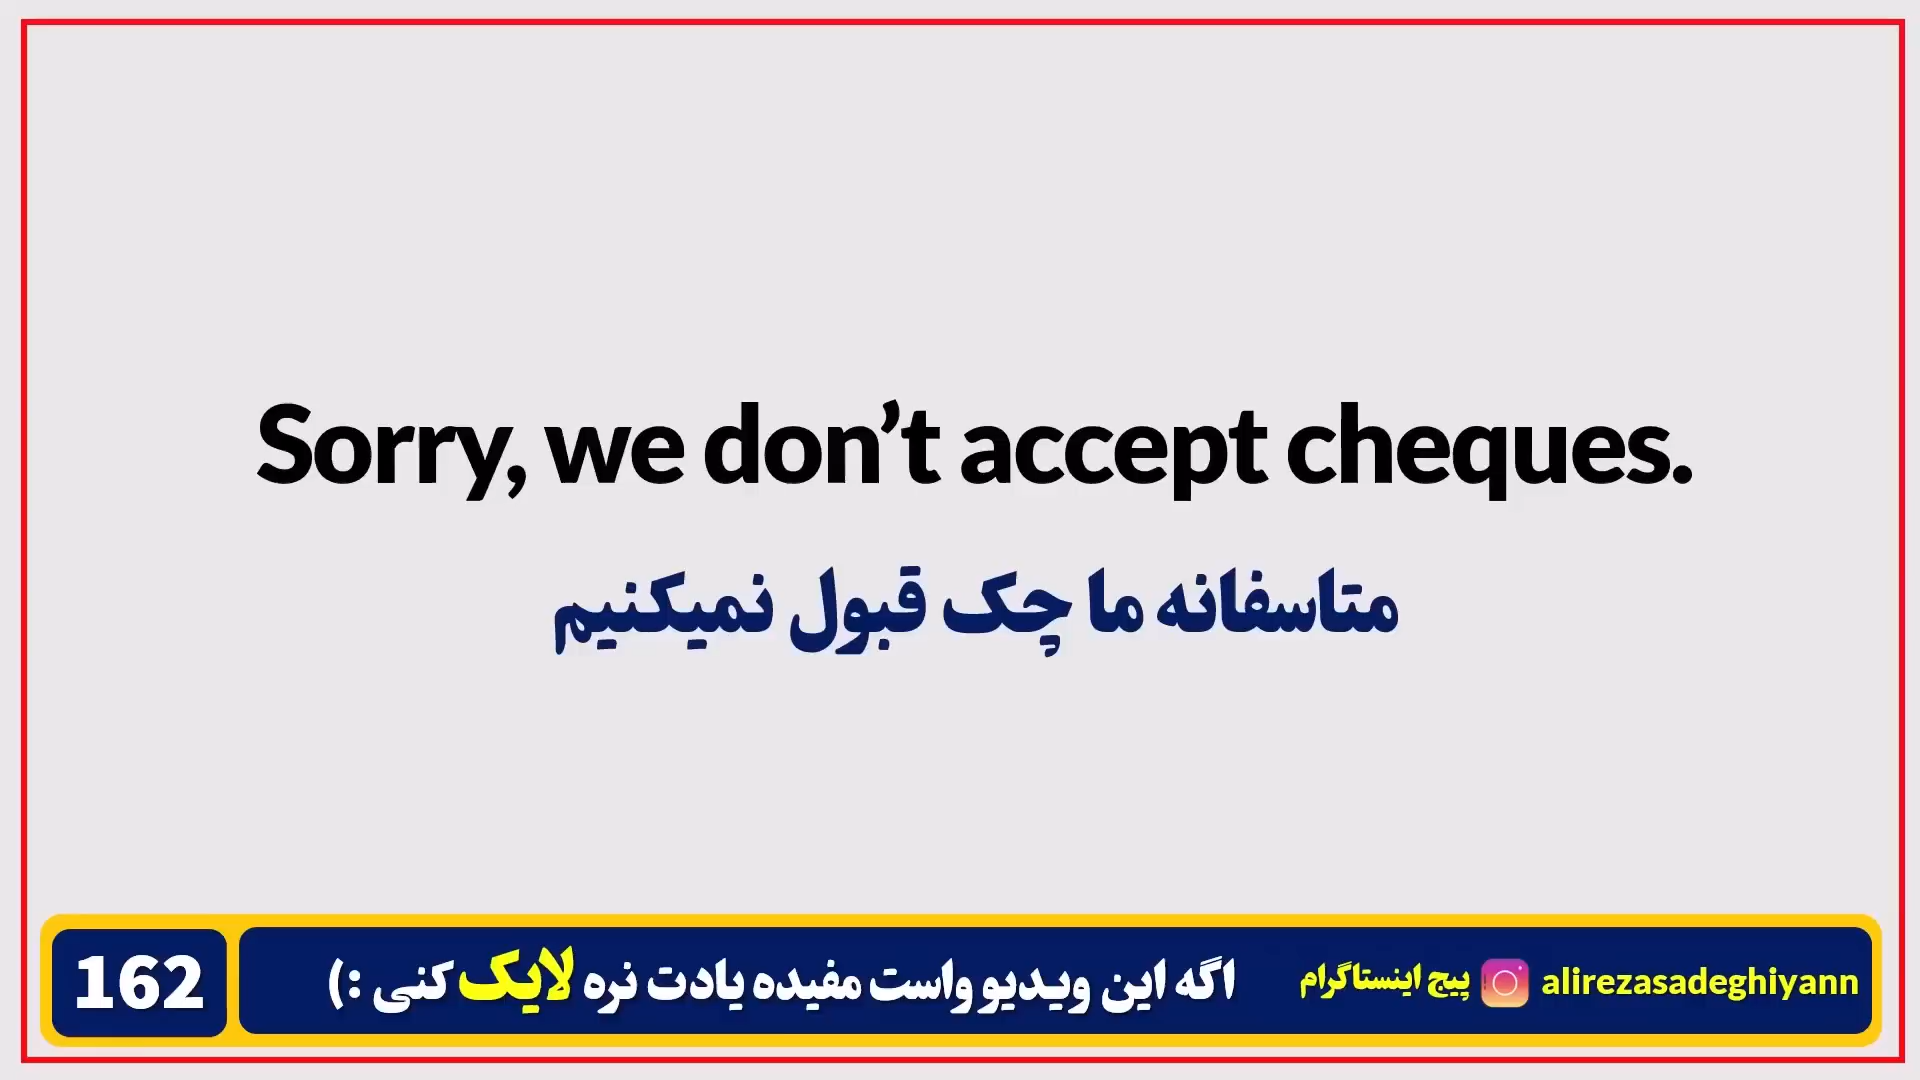 Sorry, we don’t accept cheques.
متاسفانه ما چک قبول نمیکنیم
162
اگه این ویدیو واست مفیده یادت نره لایک کنی :)
پیج اینستاگرام
alirezasadeghiyann